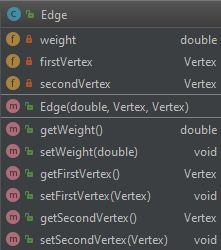 Edge
weight double
firstVertex Vertex
secondVertex Vertex
Edge(double, Vertex, Vertex)
getWeight() double
setWeight(double) void
getFirstVertex() Vertex
setFirstVertex(Vertex) void
getSecondVertex() Vertex
setSecondVertex(Vertex) void